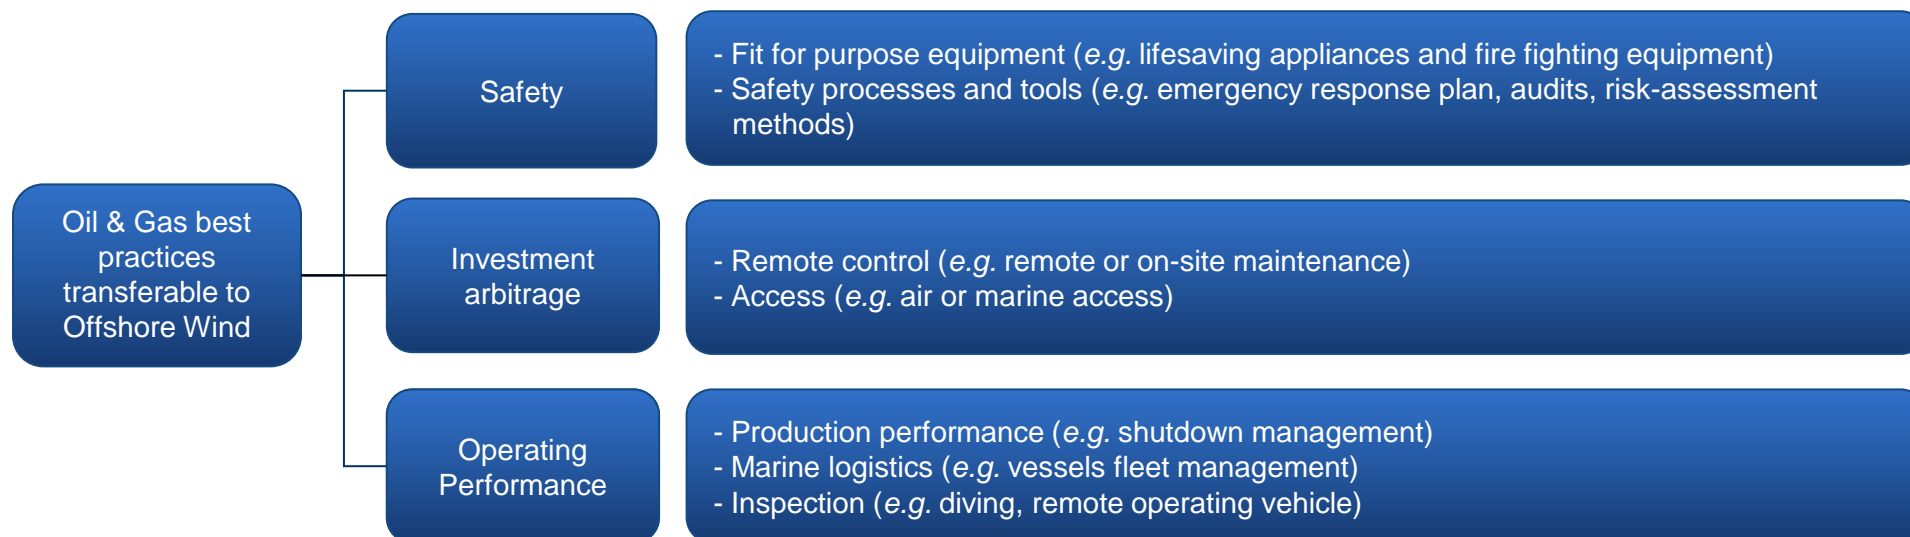 Oil & Gas best
practices
transferable to
Offshore Wind
Safety
- Fit for purpose equipment (e.g. lifesaving appliances and fire fighting equipment)
- Safety processes and tools (e.g. emergency response plan, audits, risk-assessment
methods)
Investment
arbitrage
- Remote control (e.g. remote or on-site maintenance)
- Access (e.g. air or marine access)
Operating
Performance
- Production performance (e.g. shutdown management)
- Marine logistics (e.g. vessels fleet management)
- Inspection (e.g. diving, remote operating vehicle)